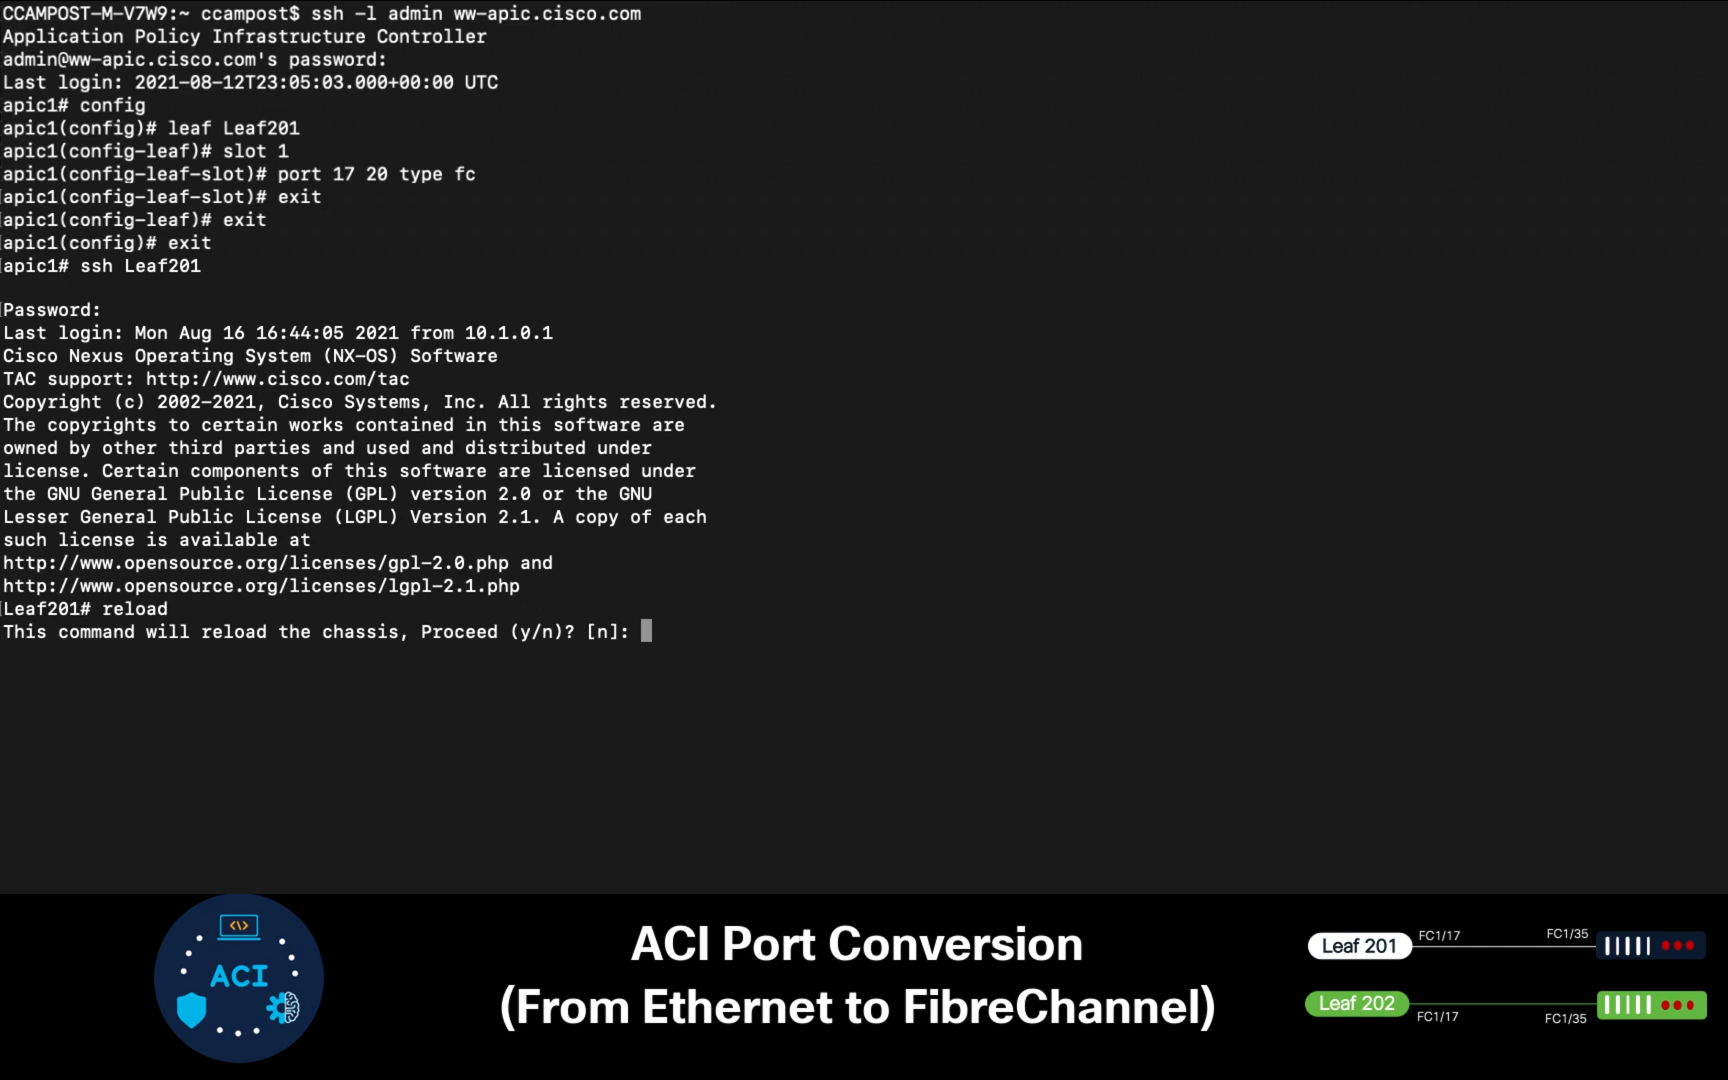 CCAMPOST-M-V7W9:~ ccampost$ ssh -l admin ww-apic.cisco.com
Application Policy Infrastructure Controller
admin@ww-apic.cisco.com's password:
Last login: 2021-08-12T23:05:03.000+00:00 UTC
apic1# config
apic1(config)# leaf Leaf201
apic1(config-leaf)# slot 1
apic1(config-leaf-slot)# port 17 20 type fc
apic1(config-leaf-slot)# exit
apic1(config-leaf)# exit
apic1(config)# exit
apic1# ssh Leaf201
Password:
Last login: Mon Aug 16 16:44:05 2021 from 10.1.0.1
Cisco Nexus Operating System (NX-OS) Software
TAC support: http://www.cisco.com/tac
Copyright (c) 2002-2021, Cisco Systems, Inc. All rights reserved.
The copyrights to certain works contained in this software are
owned by other third parties and used and distributed under
license. Certain components of this software are licensed under
the GNU General Public License (GPL) version 2.0 or the GNU
Lesser General Public License (LGPL) Version 2.1. A copy of each
such license is available at
http://www.opensource.org/licenses/gpl-2.0.php and
http://www.opensource.org/licenses/lgpl-2.1.php
Leaf201# reload
This command will reload the chassis, Proceed (y/n)? [n]:
</> 
ACI
ACI Port Conversion
(From Ethernet to FibreChannel)
Leaf 201 FC1/17 FC1/35
Leaf 202 FC1/17 FC1/35